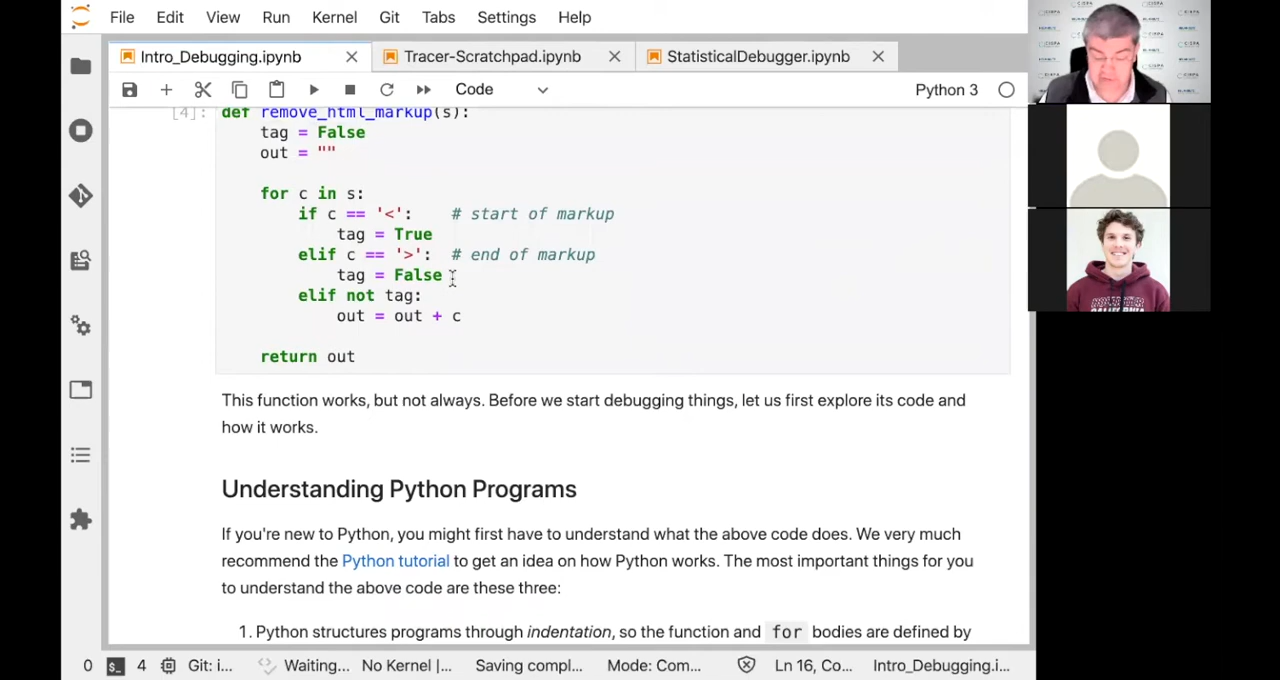 File Edit View Run Kernel Git Tabs Settings Help
Intro_Debugging.ipynb Tracer-Scratchpad.ipynb StatisticalDebugger.ipynb
Code Python 3
[4]: def remove_html_markup(s):
tag = False
out = ""
for c in s:
if c == '<': # start of markup
tag = True
elif c == '>': # end of markup
tag = False
elif not tag:
out = out + c
return out
This function works, but not always. Before we start debugging things, let us first explore its code and
how it works.
Understanding Python Programs
If you're new to Python, you might first have to understand what the above code does. We very much
recommend the Python tutorial to get an idea on how Python works. The most important things for you
to understand the above code are these three:
1. Python structures programs through indentation, so the function and for bodies are defined by
0 $_ 4 Git: i... Waiting... No Kernel |... Saving compl... Mode: Com... Ln 16, Co... Intro_Debugging.i...
CISPA
CALIFORNIA